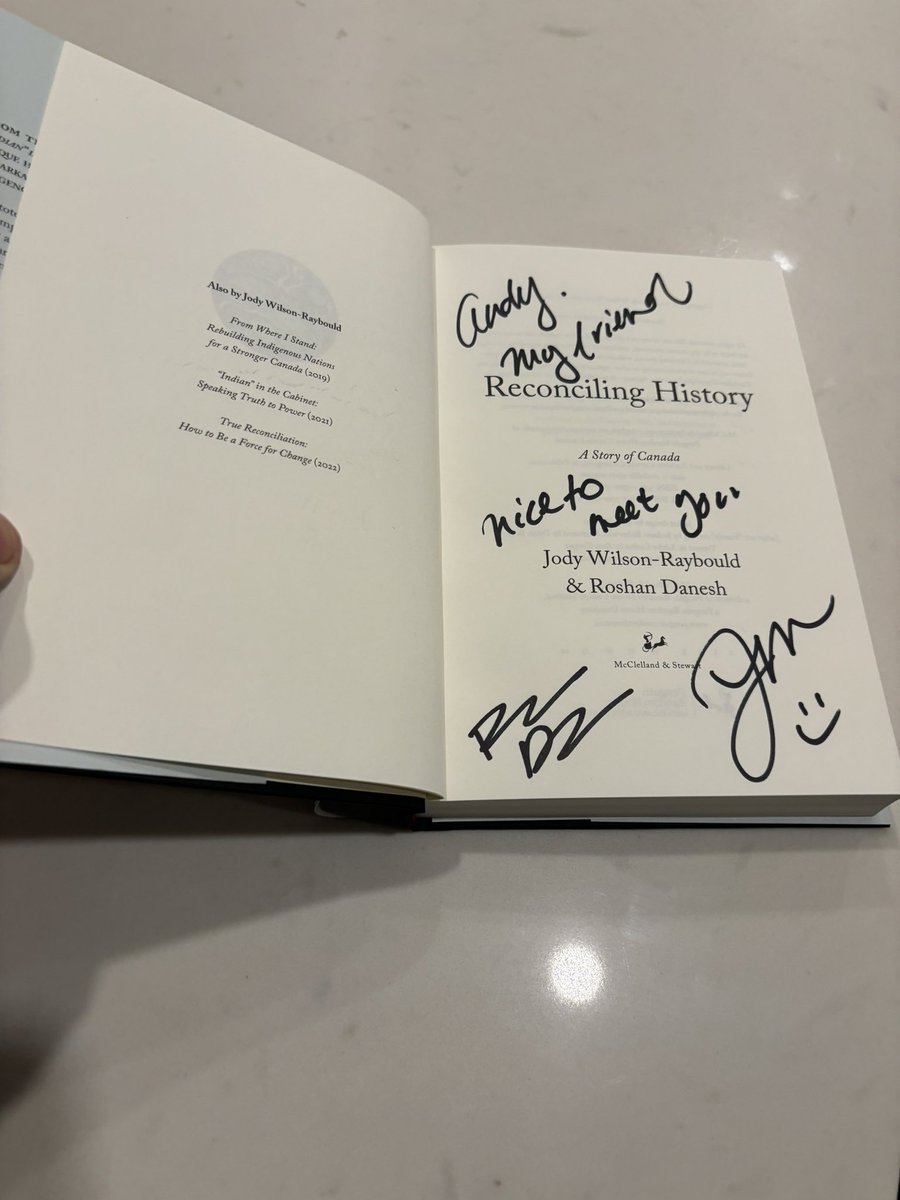 Also by Jody Wilson-Raybould
From Where I Stand:
Rebuilding Indigenous Nations
for a Stronger Canada (2019)
"Indian" in the Cabinet:
Speaking Truth to Power (2021)
True Reconciliation:
How to Be a Force for Change (2022)
Andy.
my friend
Reconciling History
A Story of Canada
nice to
meet you
Jody Wilson-Raybould
& Roshan Danesh
McClelland & Stewart